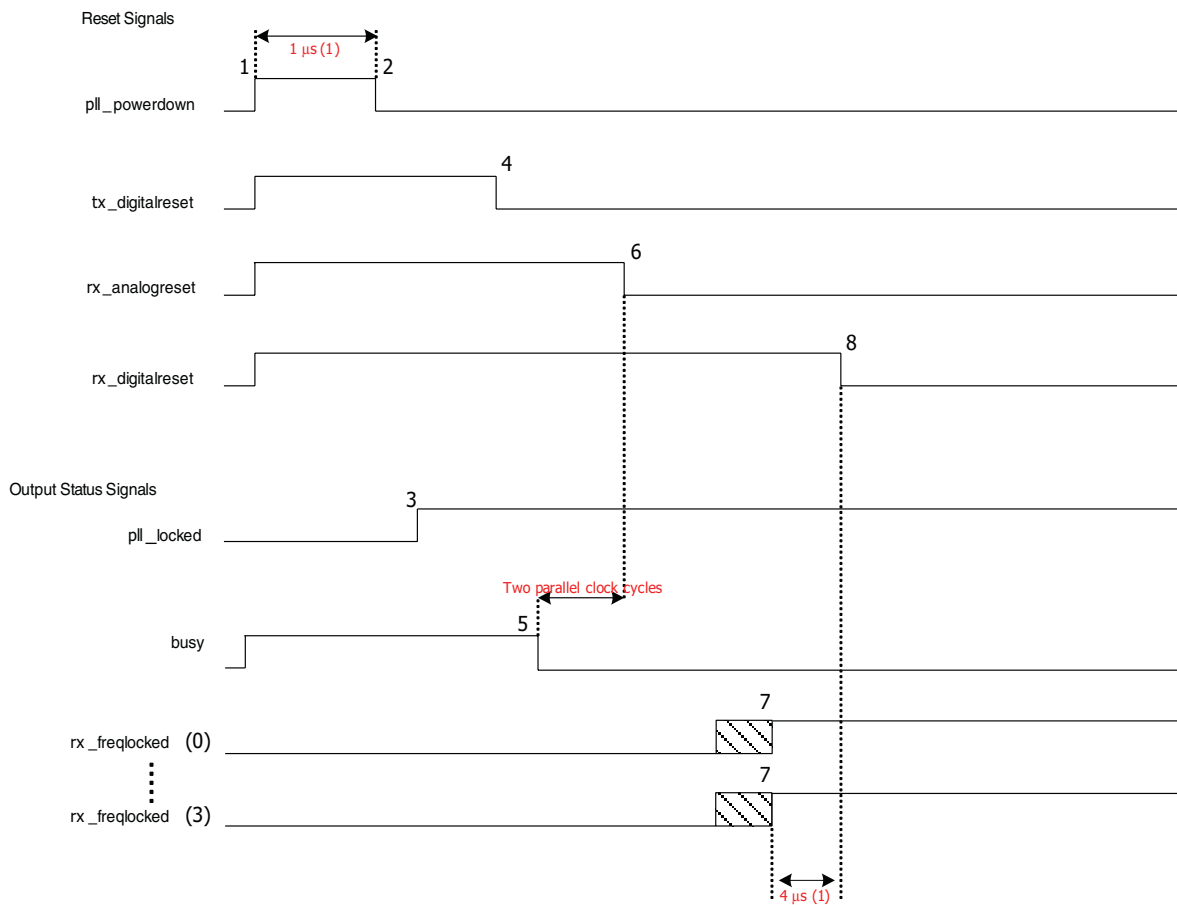 Reset Signals
1 μs (1)
1
2
pll_powerdown
4
tx_digitalreset
6
rx_analogreset
8
rx_digitalreset
Output Status Signals
3
pll_locked
Two parallel clock cycles
5
busy
7
rx_freqlocked (0)
7
rx_freqlocked (3)
4 μs (1)